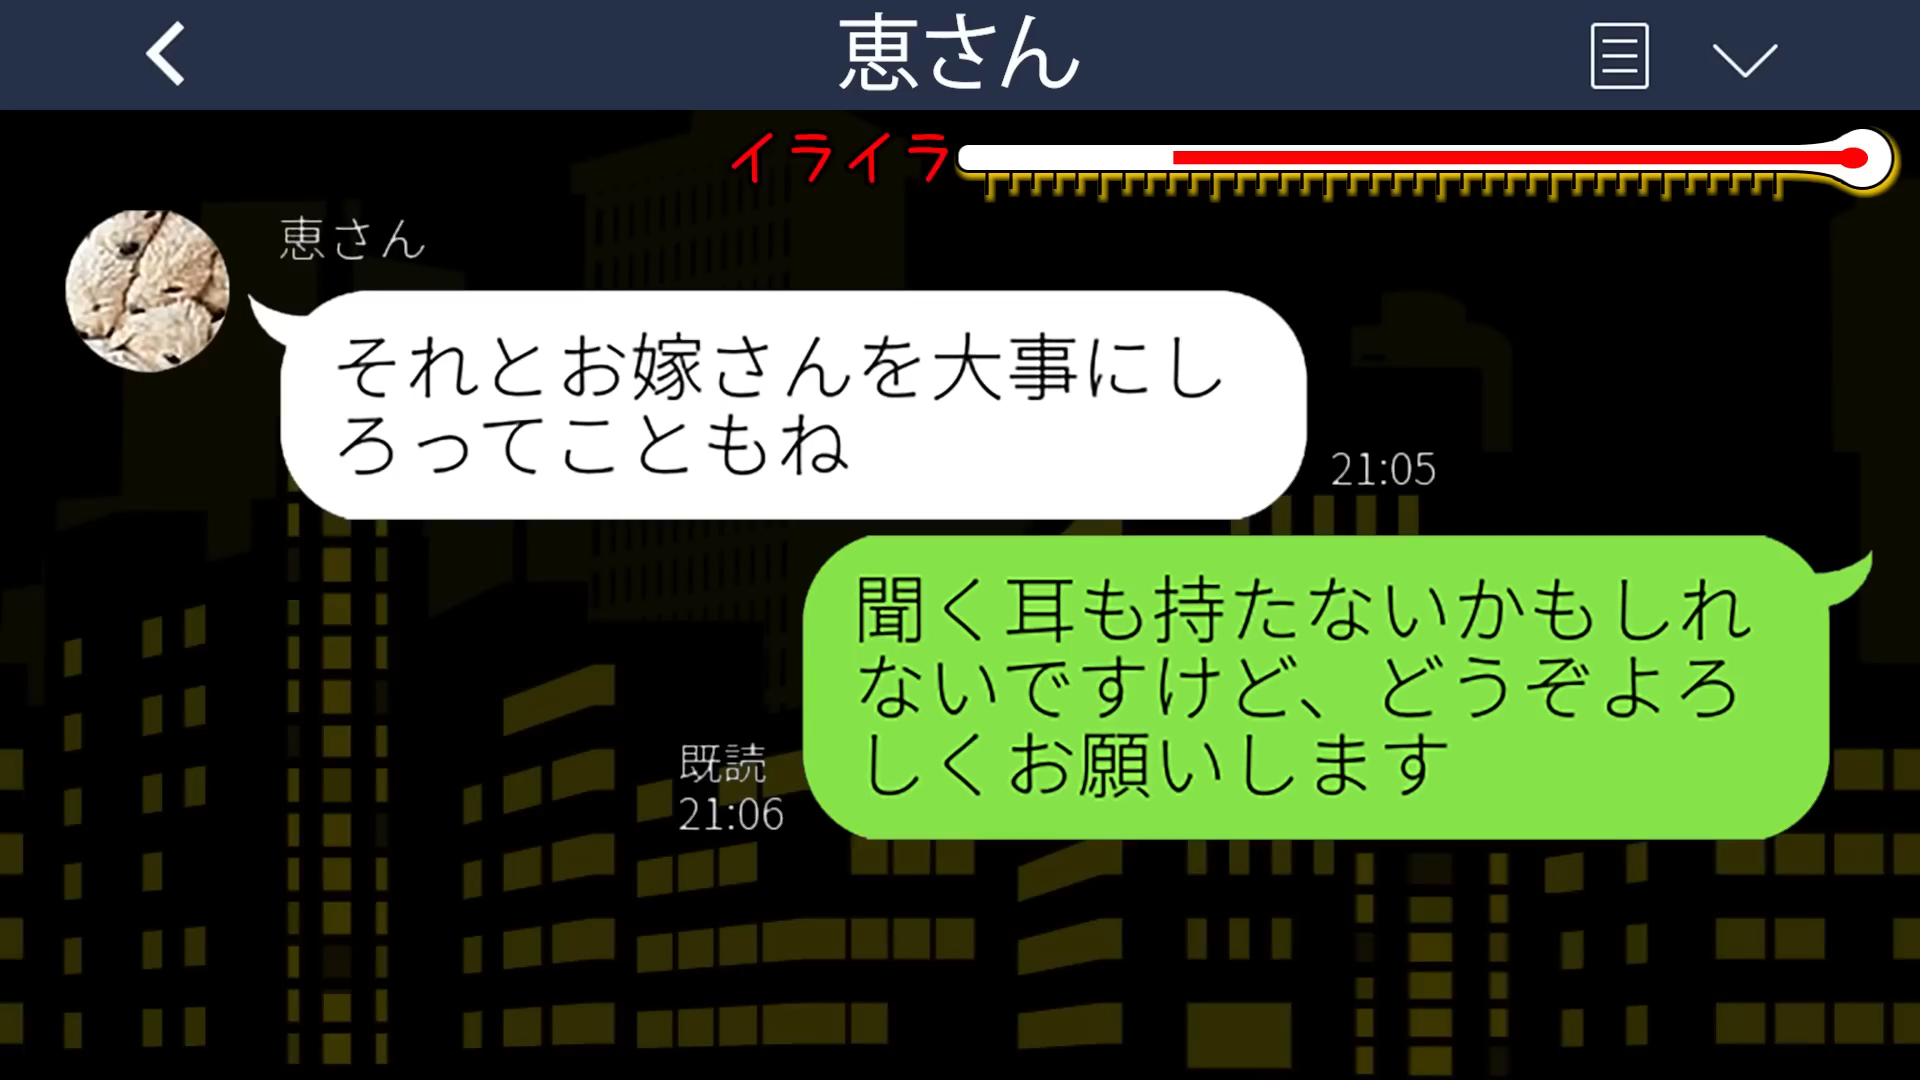 恵さん
イライラ
恵さん
それとお嫁さんを大事にし
ろってこともね
21:05
聞く耳も持たないかもしれ
ないですけど、どうぞよろ
しくお願いします
既読
21:06